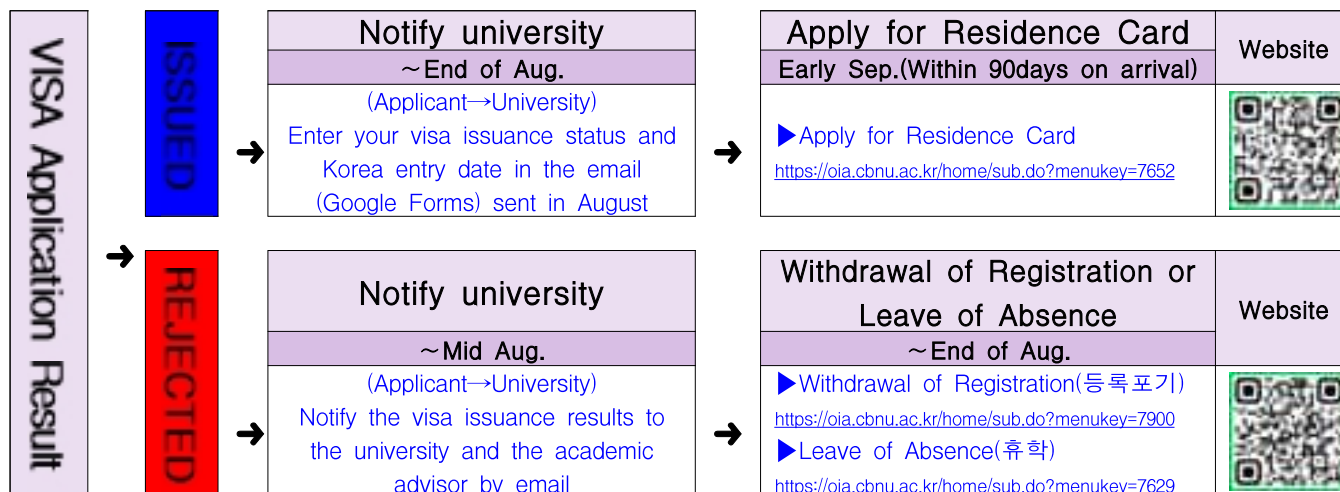 VISA Application Result
ISSUED
Notify university
~End of Aug.
(Applicant→University)
Enter your visa issuance status and
Korea entry date in the email
(Google Forms) sent in August
Apply for Residence Card
Early Sep.(Within 90days on arrival)
▶Apply for Residence Card
https://oia.cbnu.ac.kr/home/sub.do?menukey=7652
Website
REJECTED
Notify university
~Mid Aug.
(Applicant→University)
Notify the visa issuance results to
the university and the academic
advisor by email
Withdrawal of Registration or
Leave of Absence
~End of Aug.
▶Withdrawal of Registration(등록포기)
https://oia.cbnu.ac.kr/home/sub.do?menukey=7900
▶Leave of Absence(휴학)
https://oia.cbnu.ac.kr/home/sub.do?menukey=7629
Website